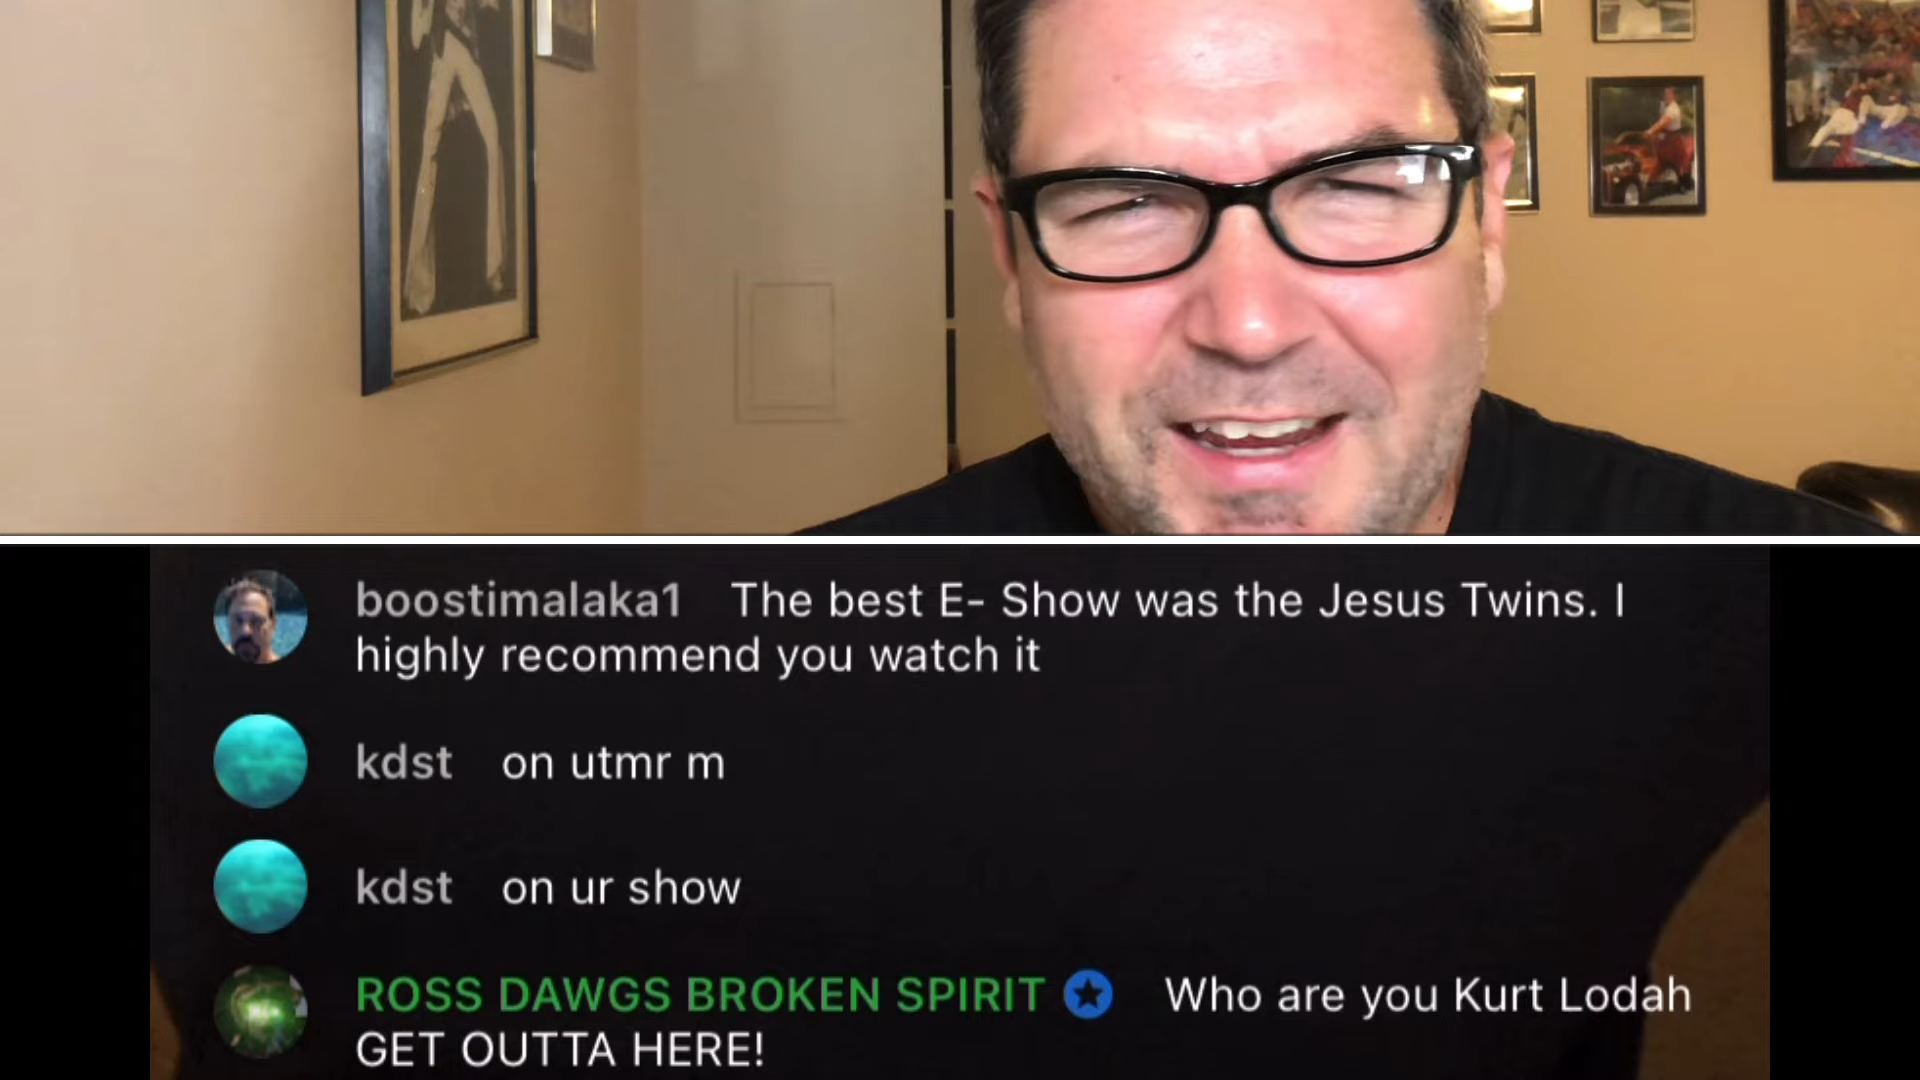 boostimalaka1 The best E- Show was the Jesus Twins. I
highly recommend you watch it
kdst on utmr m
kdst on ur show
ROSS DAWGS BROKEN SPIRIT Who are you Kurt Lodah
GET OUTTA HERE!